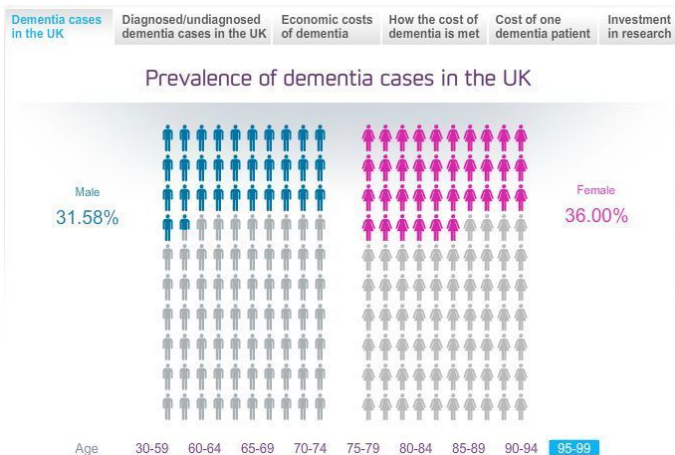 Dementia cases
in the UK
Diagnosed/undiagnosed
dementia cases in the UK
Economic costs
of dementia
How the cost of
dementia is met
Cost of one
dementia patient
Investment
in research
Prevalence of dementia cases in the UK
Male
31.58%
Female
36.00%
Age 30-59 60-64 65-69 70-74 75-79 80-84 85-89 90-94 95-99